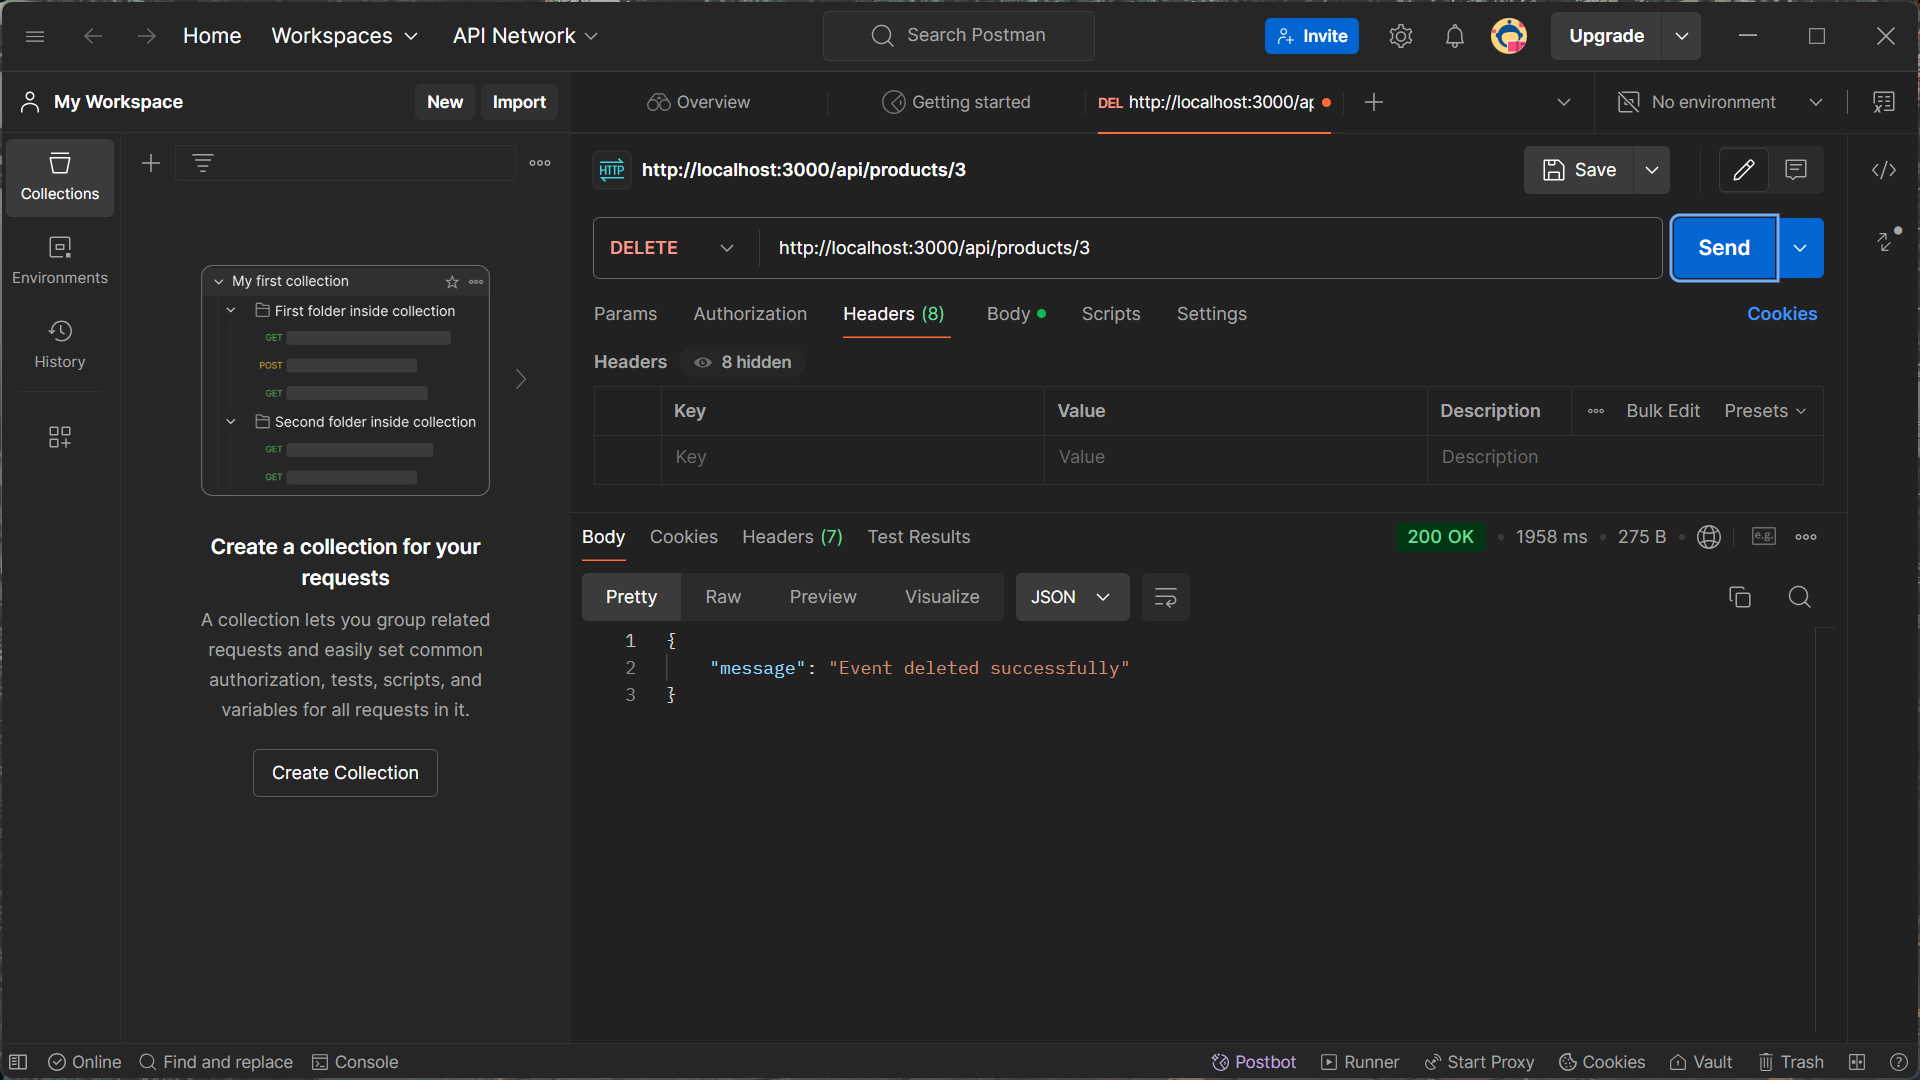 Home Workspaces API Network Search Postman Invite Upgrade
My Workspace New Import Overview Getting started DEL http://localhost:3000/ap No environment
Collections
Environments
History
My first collection
First folder inside collection
GET
POST
GET
Second folder inside collection
GET
GET
Create a collection for your
requests
A collection lets you group related
requests and easily set common
authorization, tests, scripts, and
variables for all requests in it.
Create Collection
HTTP http://localhost:3000/api/products/3 Save
DELETE http://localhost:3000/api/products/3 Send
Params Authorization Headers (8) Body Scripts Settings Cookies
Headers 8 hidden
Key Value Description Bulk Edit Presets
Key Value Description
Body Cookies Headers (7) Test Results 200 OK 1958 ms 275 B e.g.
Pretty Raw Preview Visualize JSON
1 {
2 "message": "Event deleted successfully"
3 }
Online Find and replace Console Postbot Runner Start Proxy Cookies Vault Trash